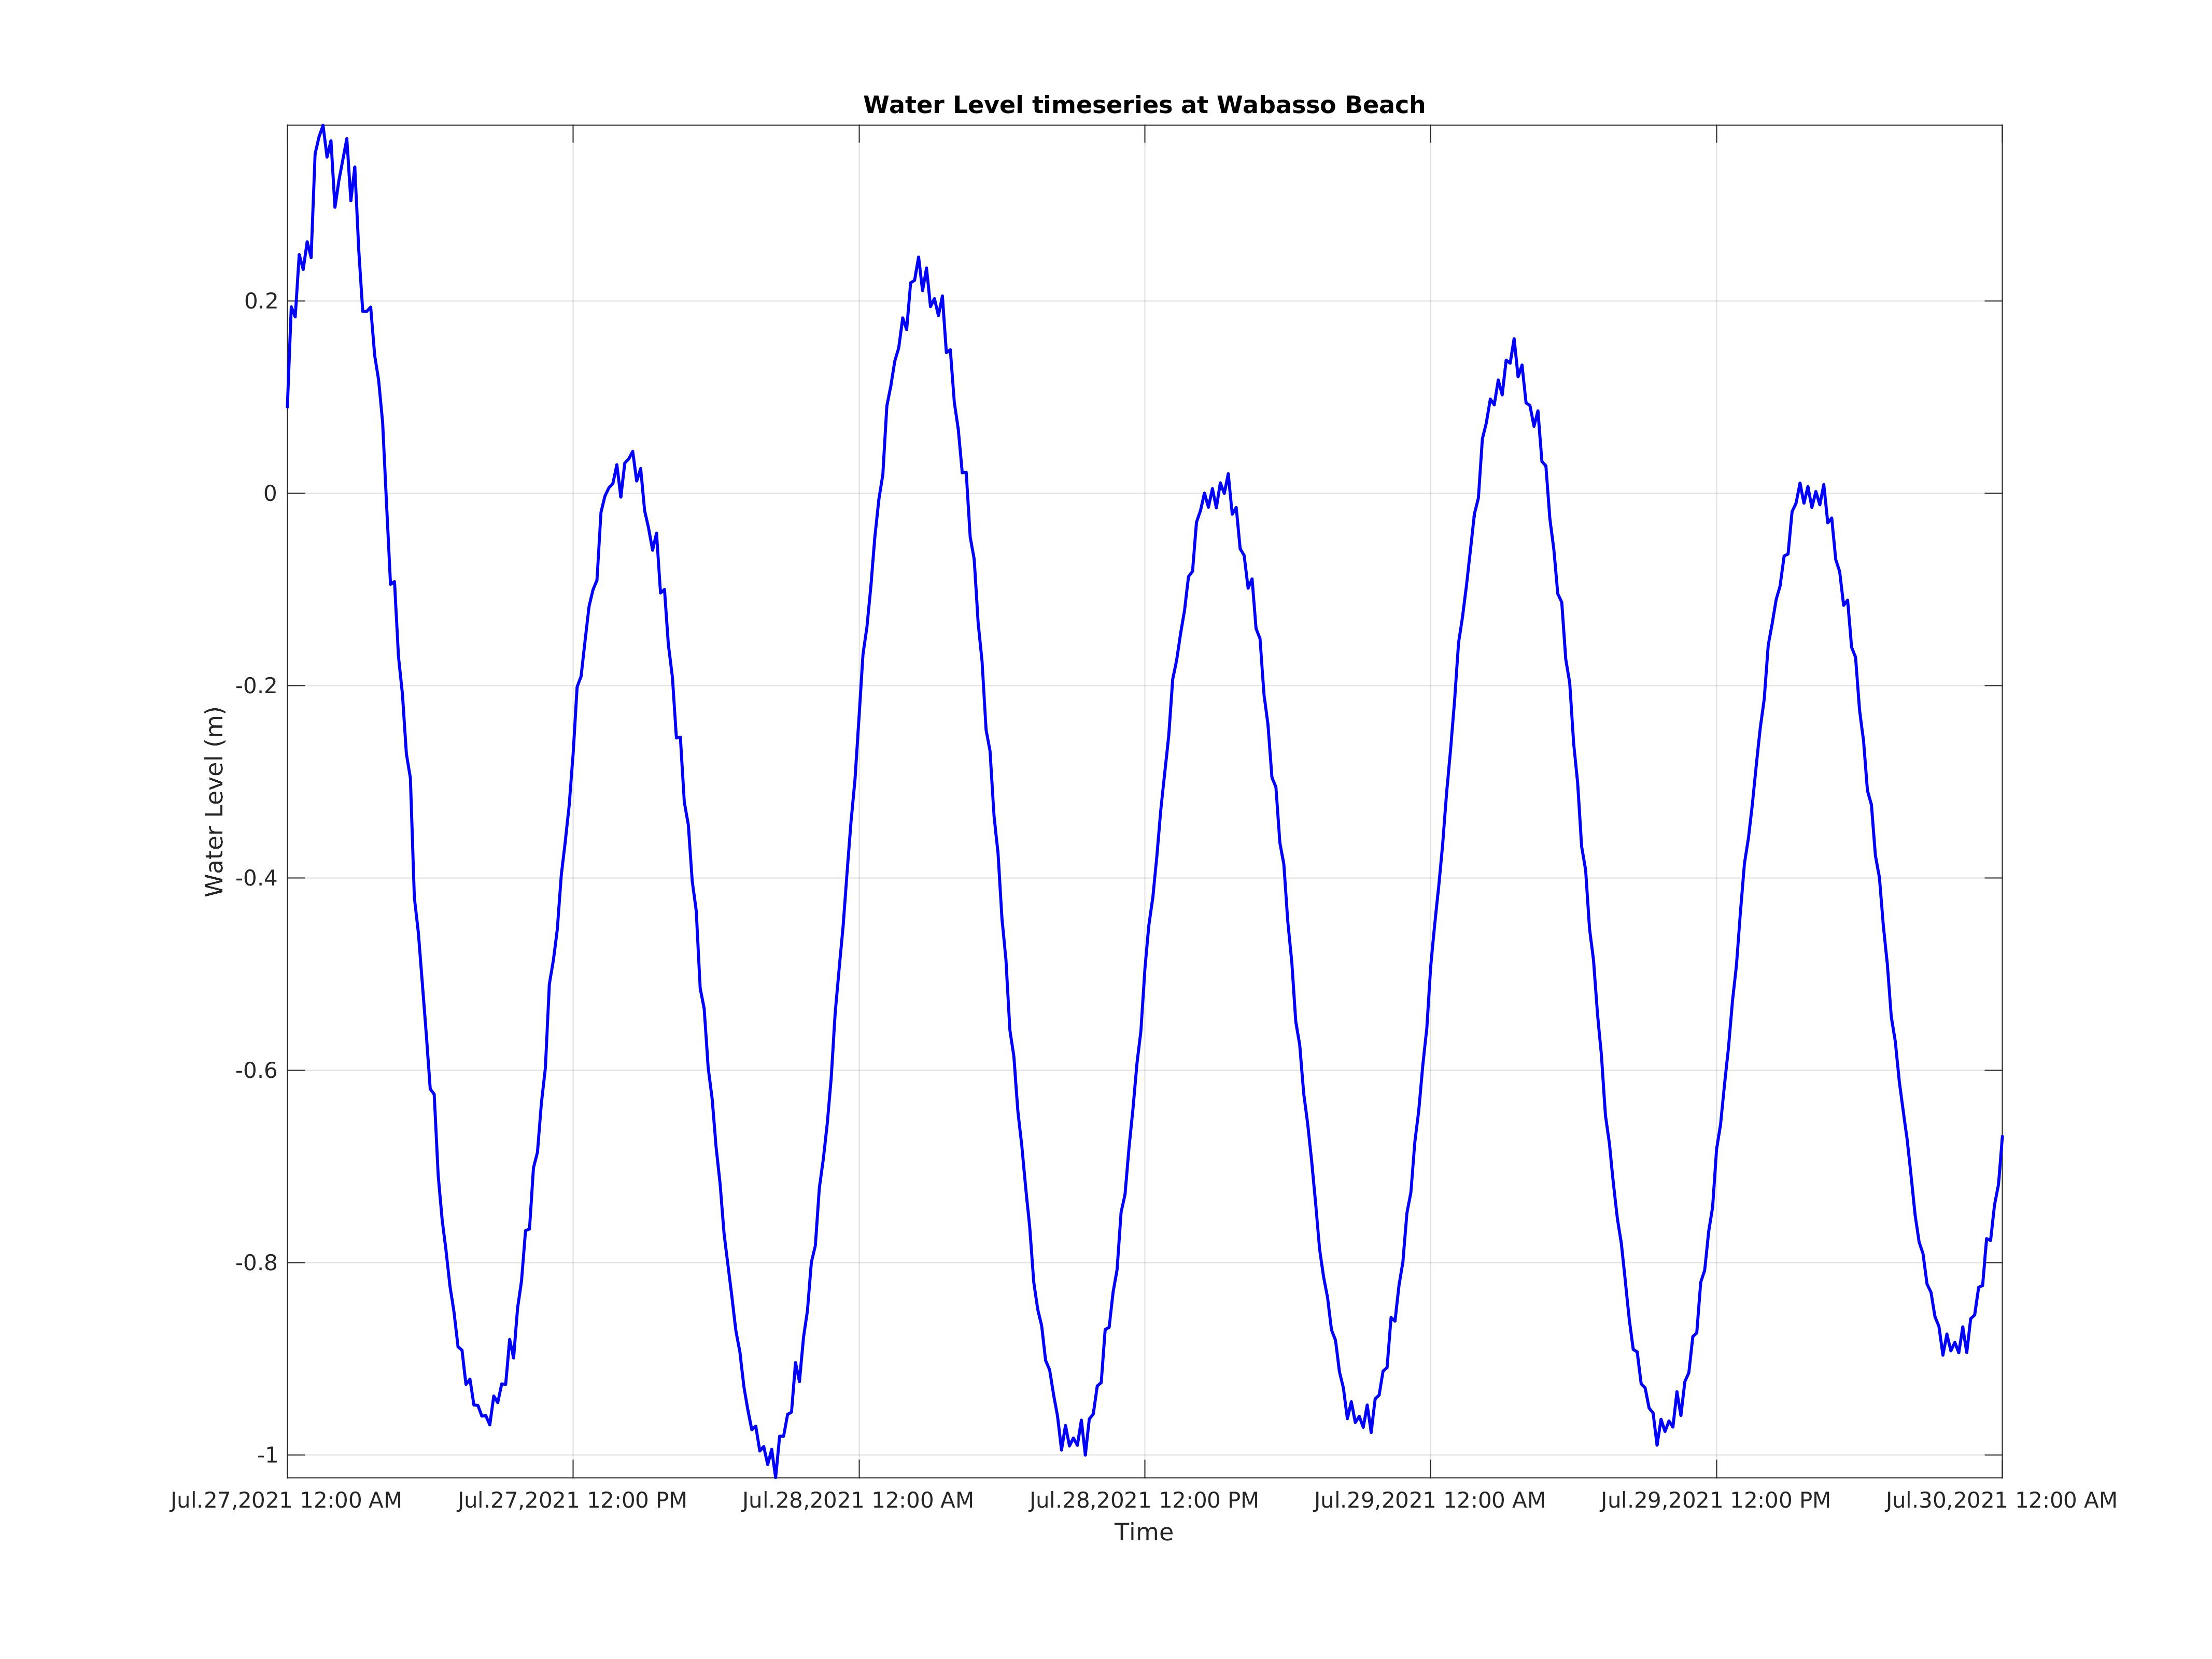 Water Level timeseries at Wabasso Beach
0.2
0
-0.2
-0.4
-0.6
-0.8
-1
Water Level (m)
Jul.27,2021 12:00 AM Jul.27,2021 12:00 PM Jul.28,2021 12:00 AM Jul.28,2021 12:00 PM Jul.29,2021 12:00 AM Jul.29,2021 12:00 PM Jul.30,2021 12:00 AM
Time